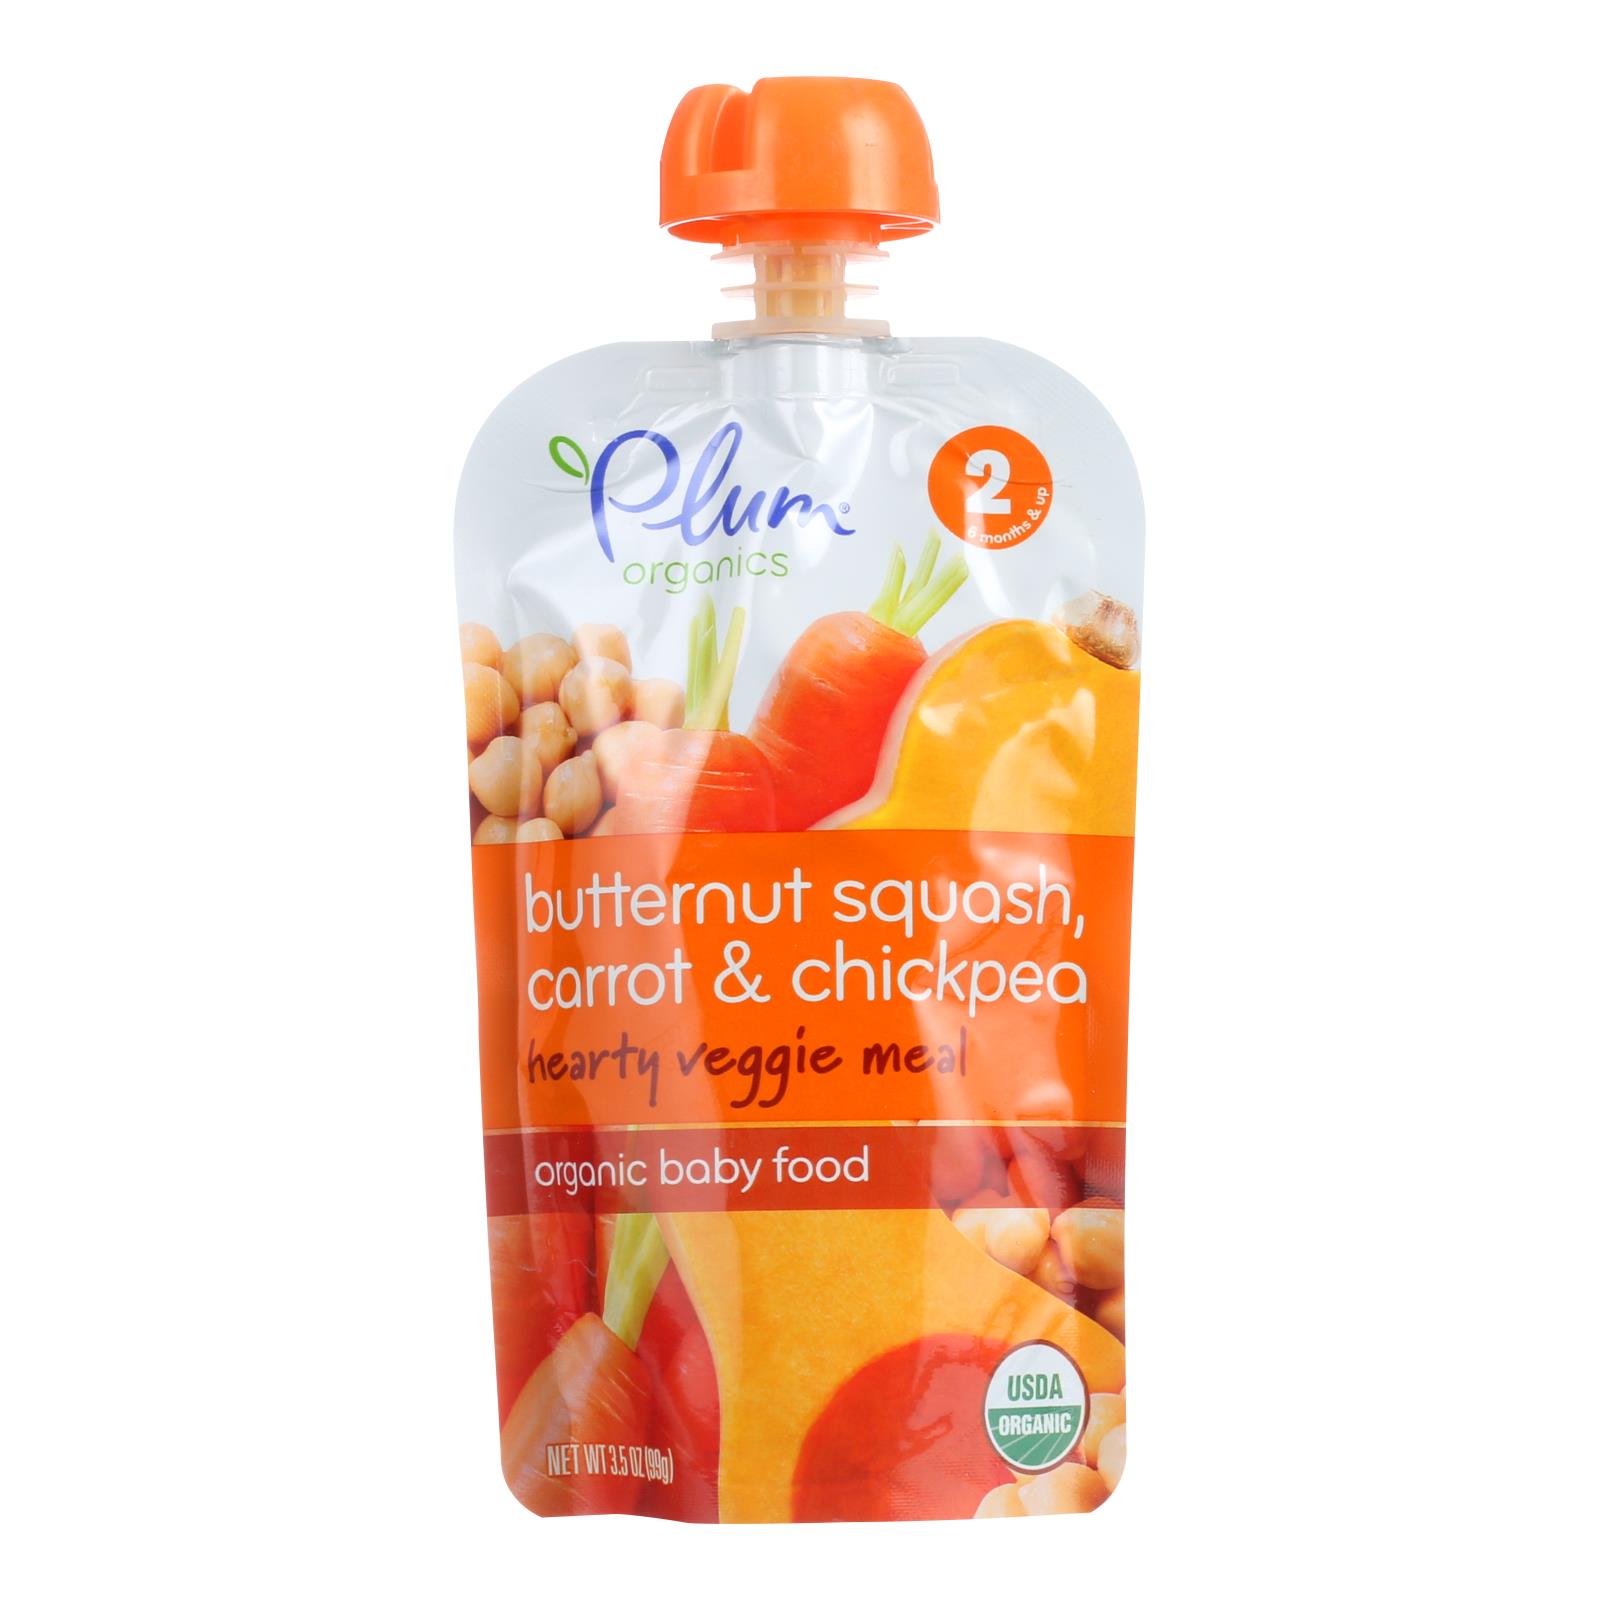 Plum®
organics
2
6 months & up
butternut squash,
carrot & chickpea
hearty veggie meal
organic baby food
USDA
ORGANIC
NET WT 3.5 OZ (99g)